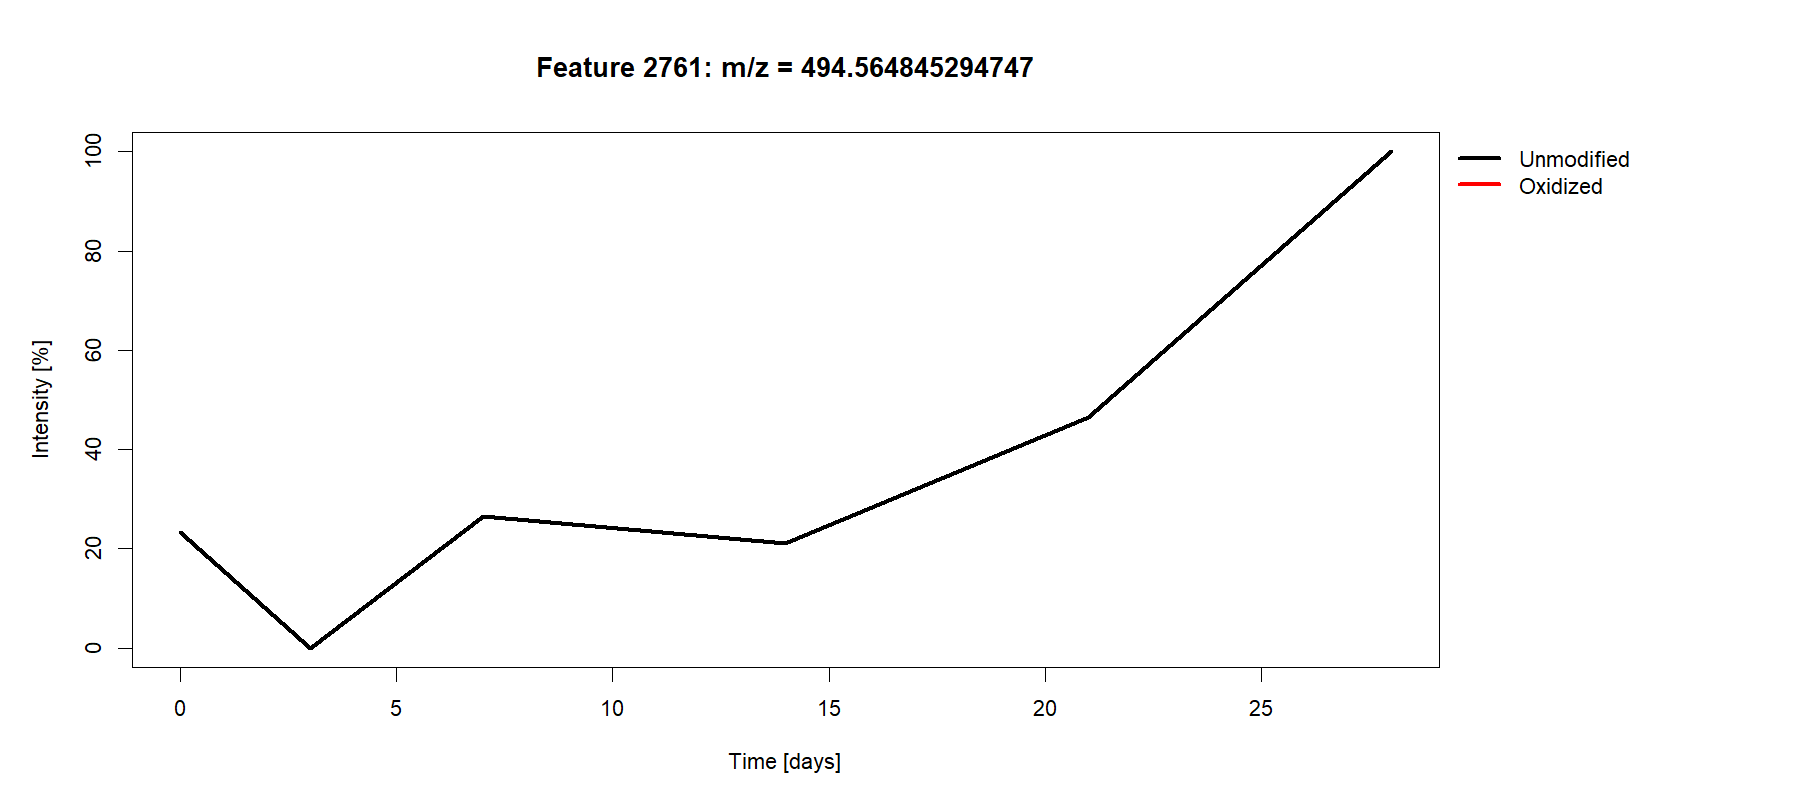 Feature 2761: m/z = 494.564845294747
Unmodified
Oxidized
Intensity [%]
100
80
60
40
20
0
0 5 10 15 20 25
Time [days]